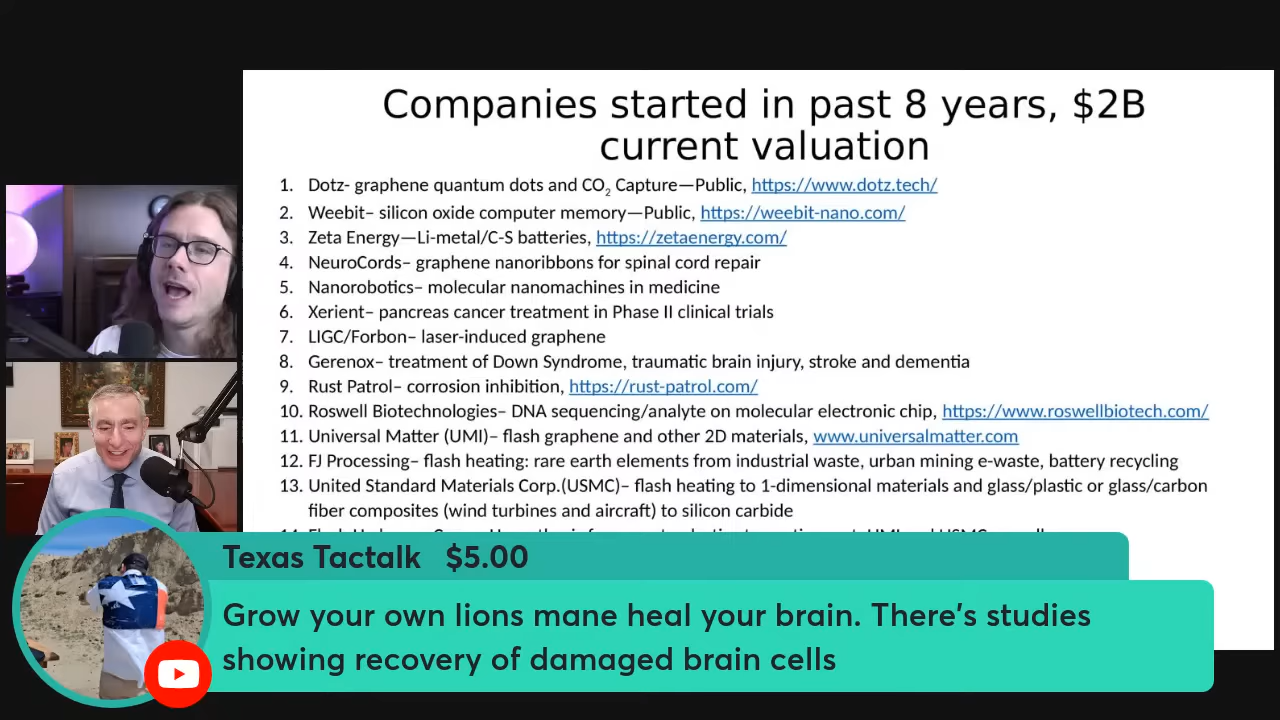 Companies started in past 8 years, $2B
current valuation
1. Dotz- graphene quantum dots and CO₂ Capture—Public, https://www.dotz.tech/
2. Weebit– silicon oxide computer memory—Public, https://weebit-nano.com/
3. Zeta Energy—Li-metal/C-S batteries, https://zetaenergy.com/
4. NeuroCords– graphene nanoribbons for spinal cord repair
5. Nanorobotics– molecular nanomachines in medicine
6. Xerient– pancreas cancer treatment in Phase II clinical trials
7. LIGC/Forbon– laser-induced graphene
8. Gerenox– treatment of Down Syndrome, traumatic brain injury, stroke and dementia
9. Rust Patrol– corrosion inhibition, https://rust-patrol.com/
10. Roswell Biotechnologies– DNA sequencing/analyte on molecular electronic chip, https://www.roswellbiotech.com/
11. Universal Matter (UMI)– flash graphene and other 2D materials, www.universalmatter.com
12. FJ Processing– flash heating: rare earth elements from industrial waste, urban mining e-waste, battery recycling
13. United Standard Materials Corp.(USMC)– flash heating to 1-dimensional materials and glass/plastic or glass/carbon
fiber composites (wind turbines and aircraft) to silicon carbide
Texas Tactalk $5.00
Grow your own lions mane heal your brain. There's studies
showing recovery of damaged brain cells